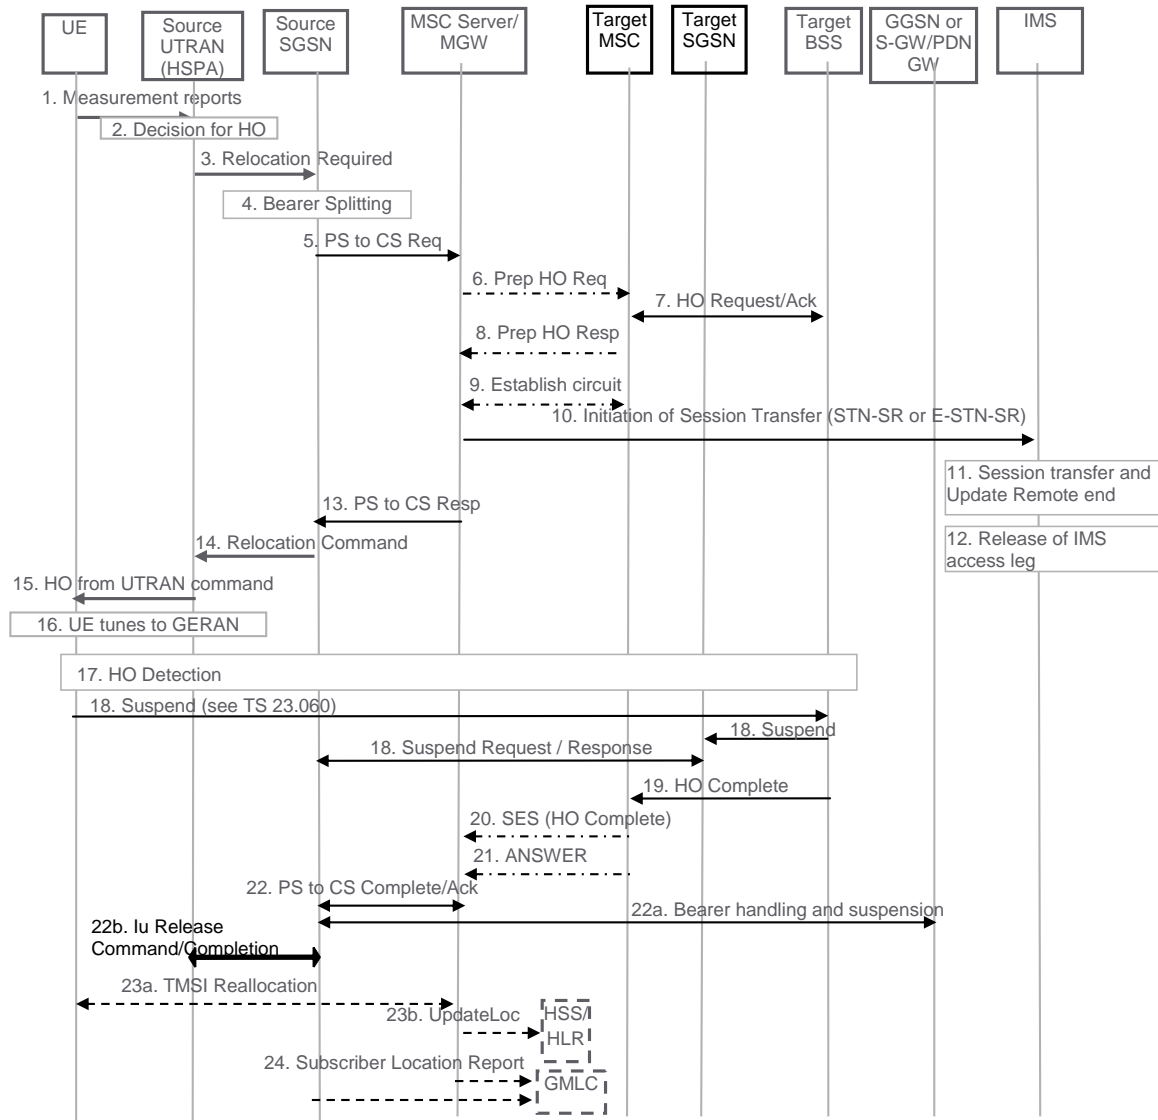 UE
Source
UTRAN
(HSPA)
Source
SGSN
MSC Server/
MGW
Target
MSC
Target
SGSN
Target
BSS
GGSN or
S-GW/PDN
GW
IMS
1. Measurement reports
2. Decision for HO
3. Relocation Required
4. Bearer Splitting
5. PS to CS Req
6. Prep HO Req
7. HO Request/Ack
8. Prep HO Resp
9. Establish circuit
10. Initiation of Session Transfer (STN-SR or E-STN-SR)
11. Session transfer and
Update Remote end
13. PS to CS Resp
12. Release of IMS
access leg
14. Relocation Command
15. HO from UTRAN command
16. UE tunes to GERAN
17. HO Detection
18. Suspend (see TS 23.060)
18. Suspend
18. Suspend Request / Response
19. HO Complete
20. SES (HO Complete)
21. ANSWER
22. PS to CS Complete/Ack
22a. Bearer handling and suspension
22b. Iu Release
Command/Completion
23a. TMSI Reallocation
23b. UpdateLoc
HSS/
HLR
24. Subscriber Location Report
GMLC